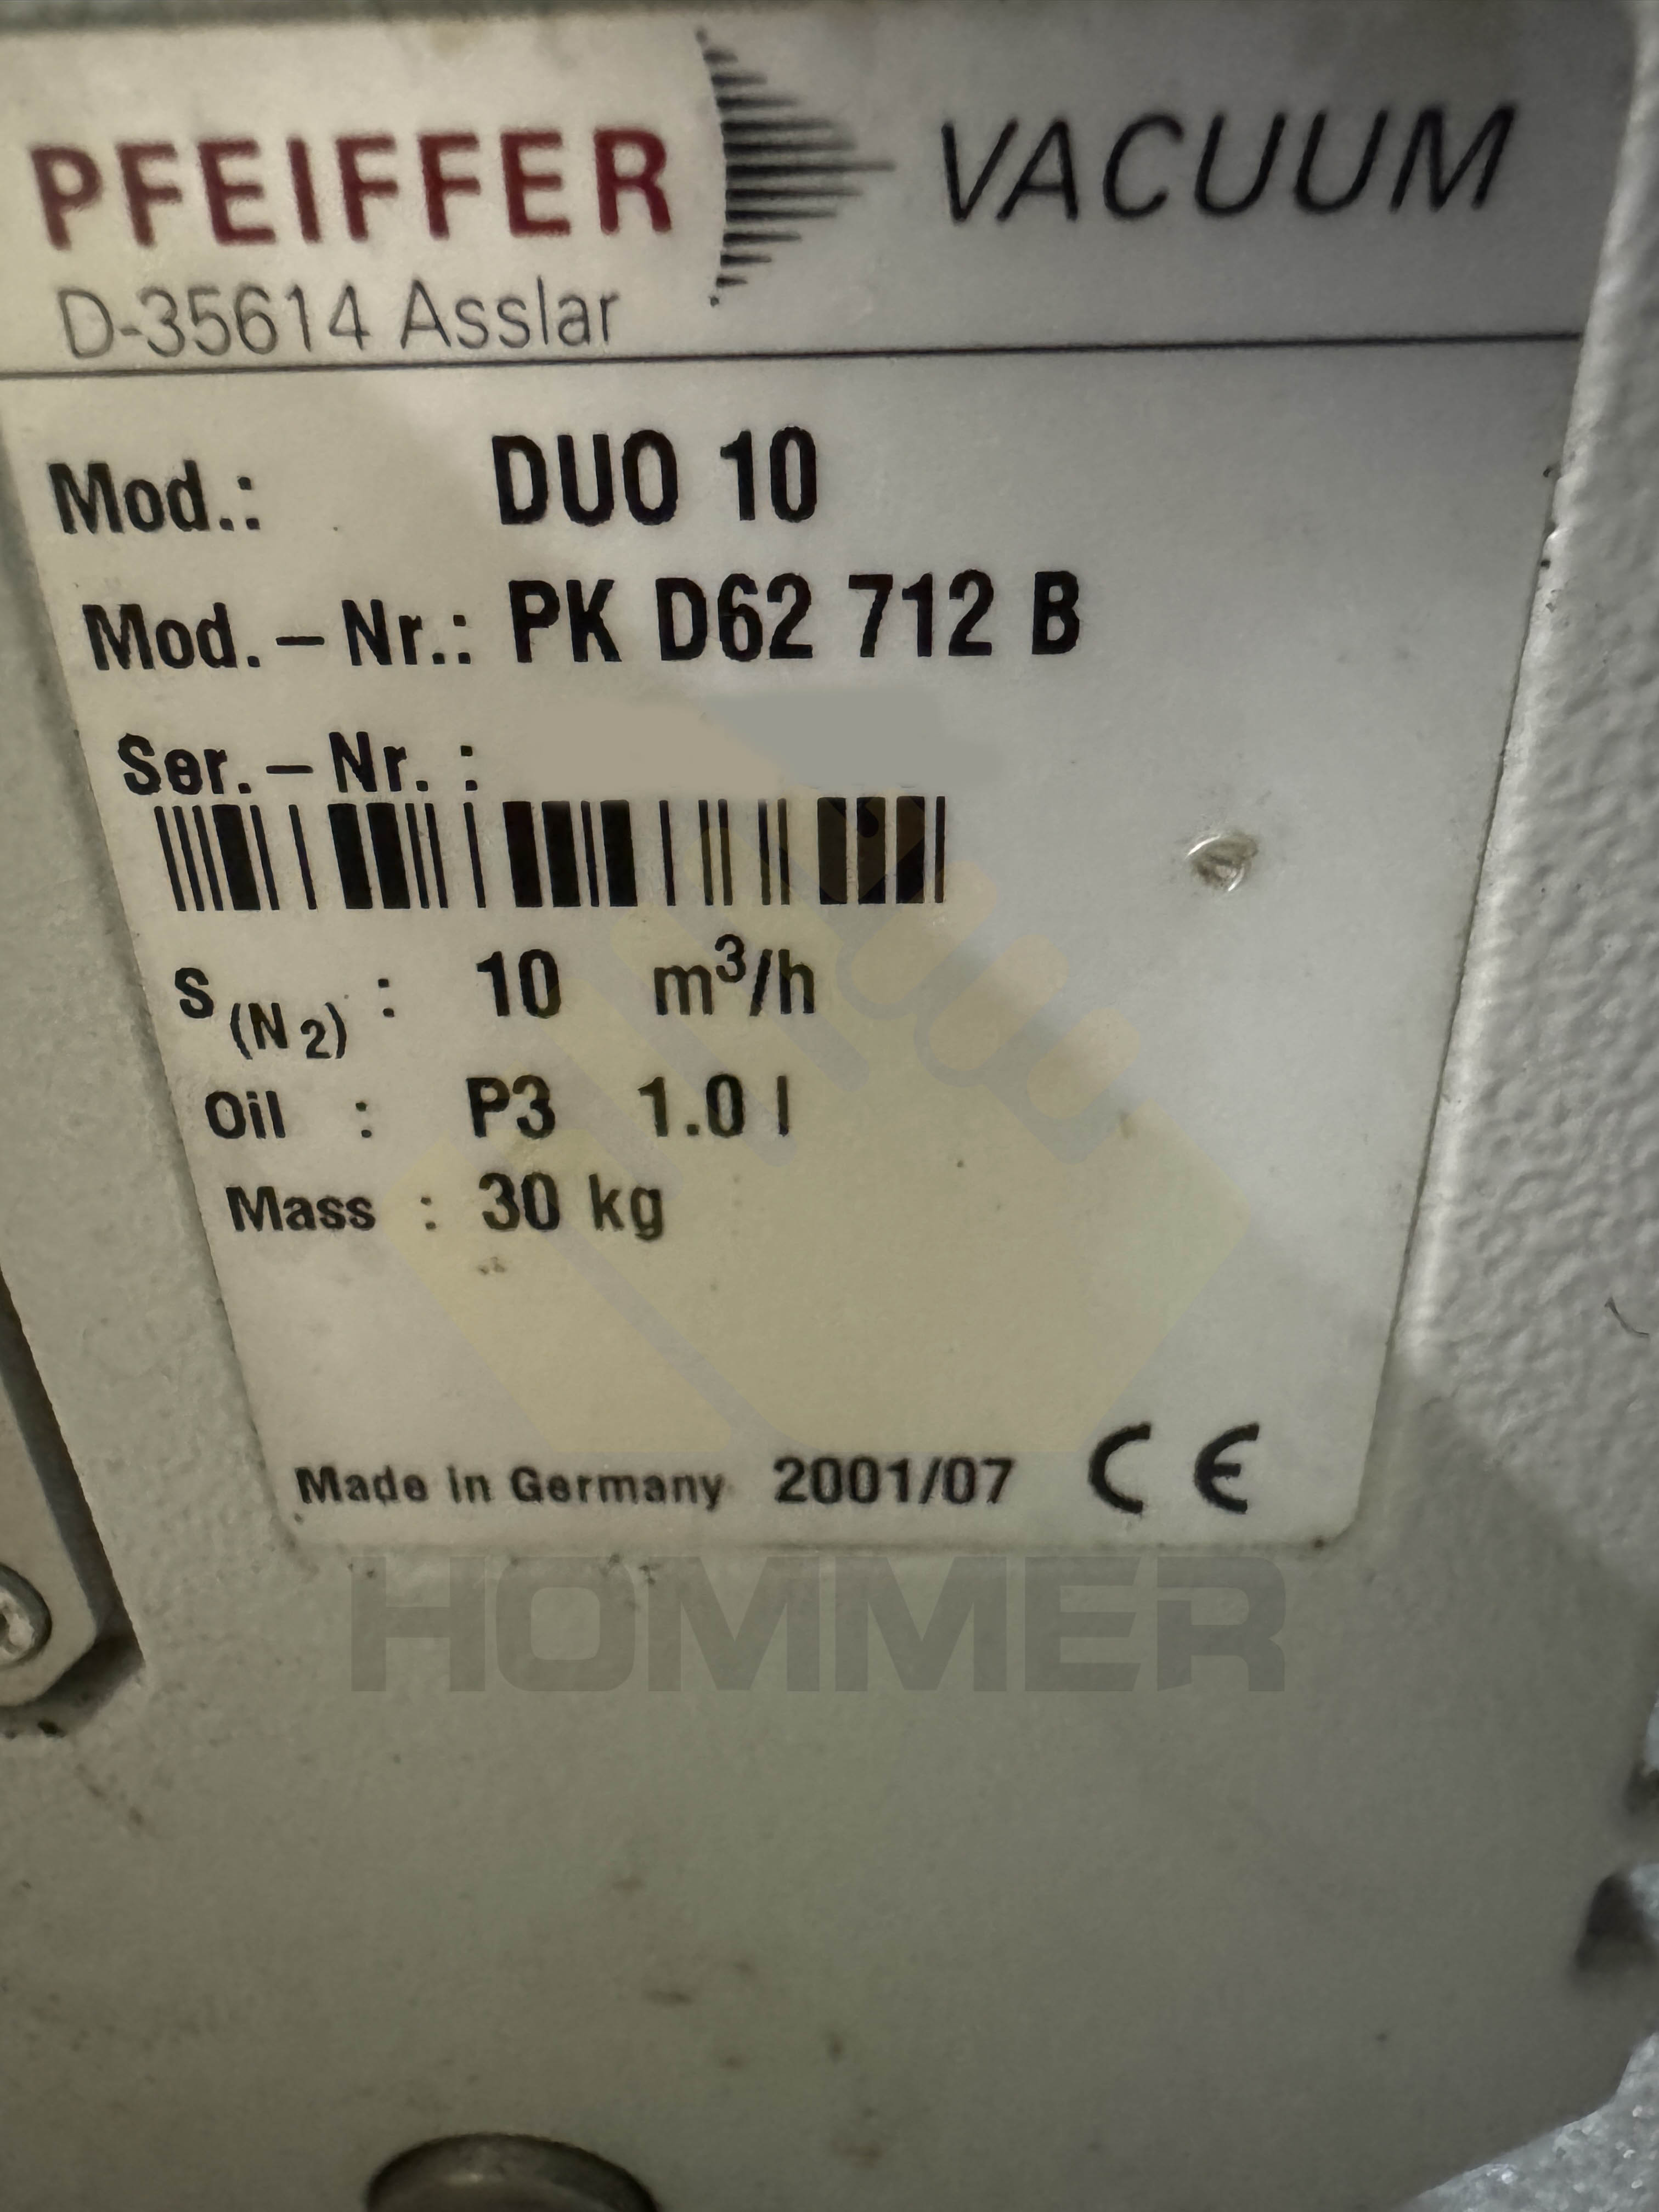 PFEIFFER VACUUM
D-35614 Asslar
Mod.: DUO 10
Mod.–Nr.: PK D62 712 B
Ser.–Nr. :
S(N2) : 10 m³/h
Oil : P3 1.0 l
Mass : 30 kg
Made in Germany 2001/07 CE
HOMMER